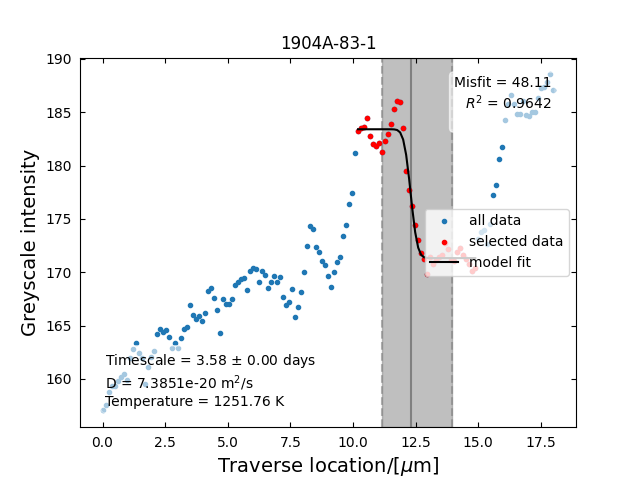 1904A-83-1
190
185
180
175
170
165
160
Greyscale intensity
Misfit = 48.11
R² = 0.9642
all data
selected data
model fit
Timescale = 3.58 ± 0.00 days
D = 7.3851e-20 m²/s
Temperature = 1251.76 K
0.0 2.5 5.0 7.5 10.0 12.5 15.0 17.5
Traverse location/[μm]